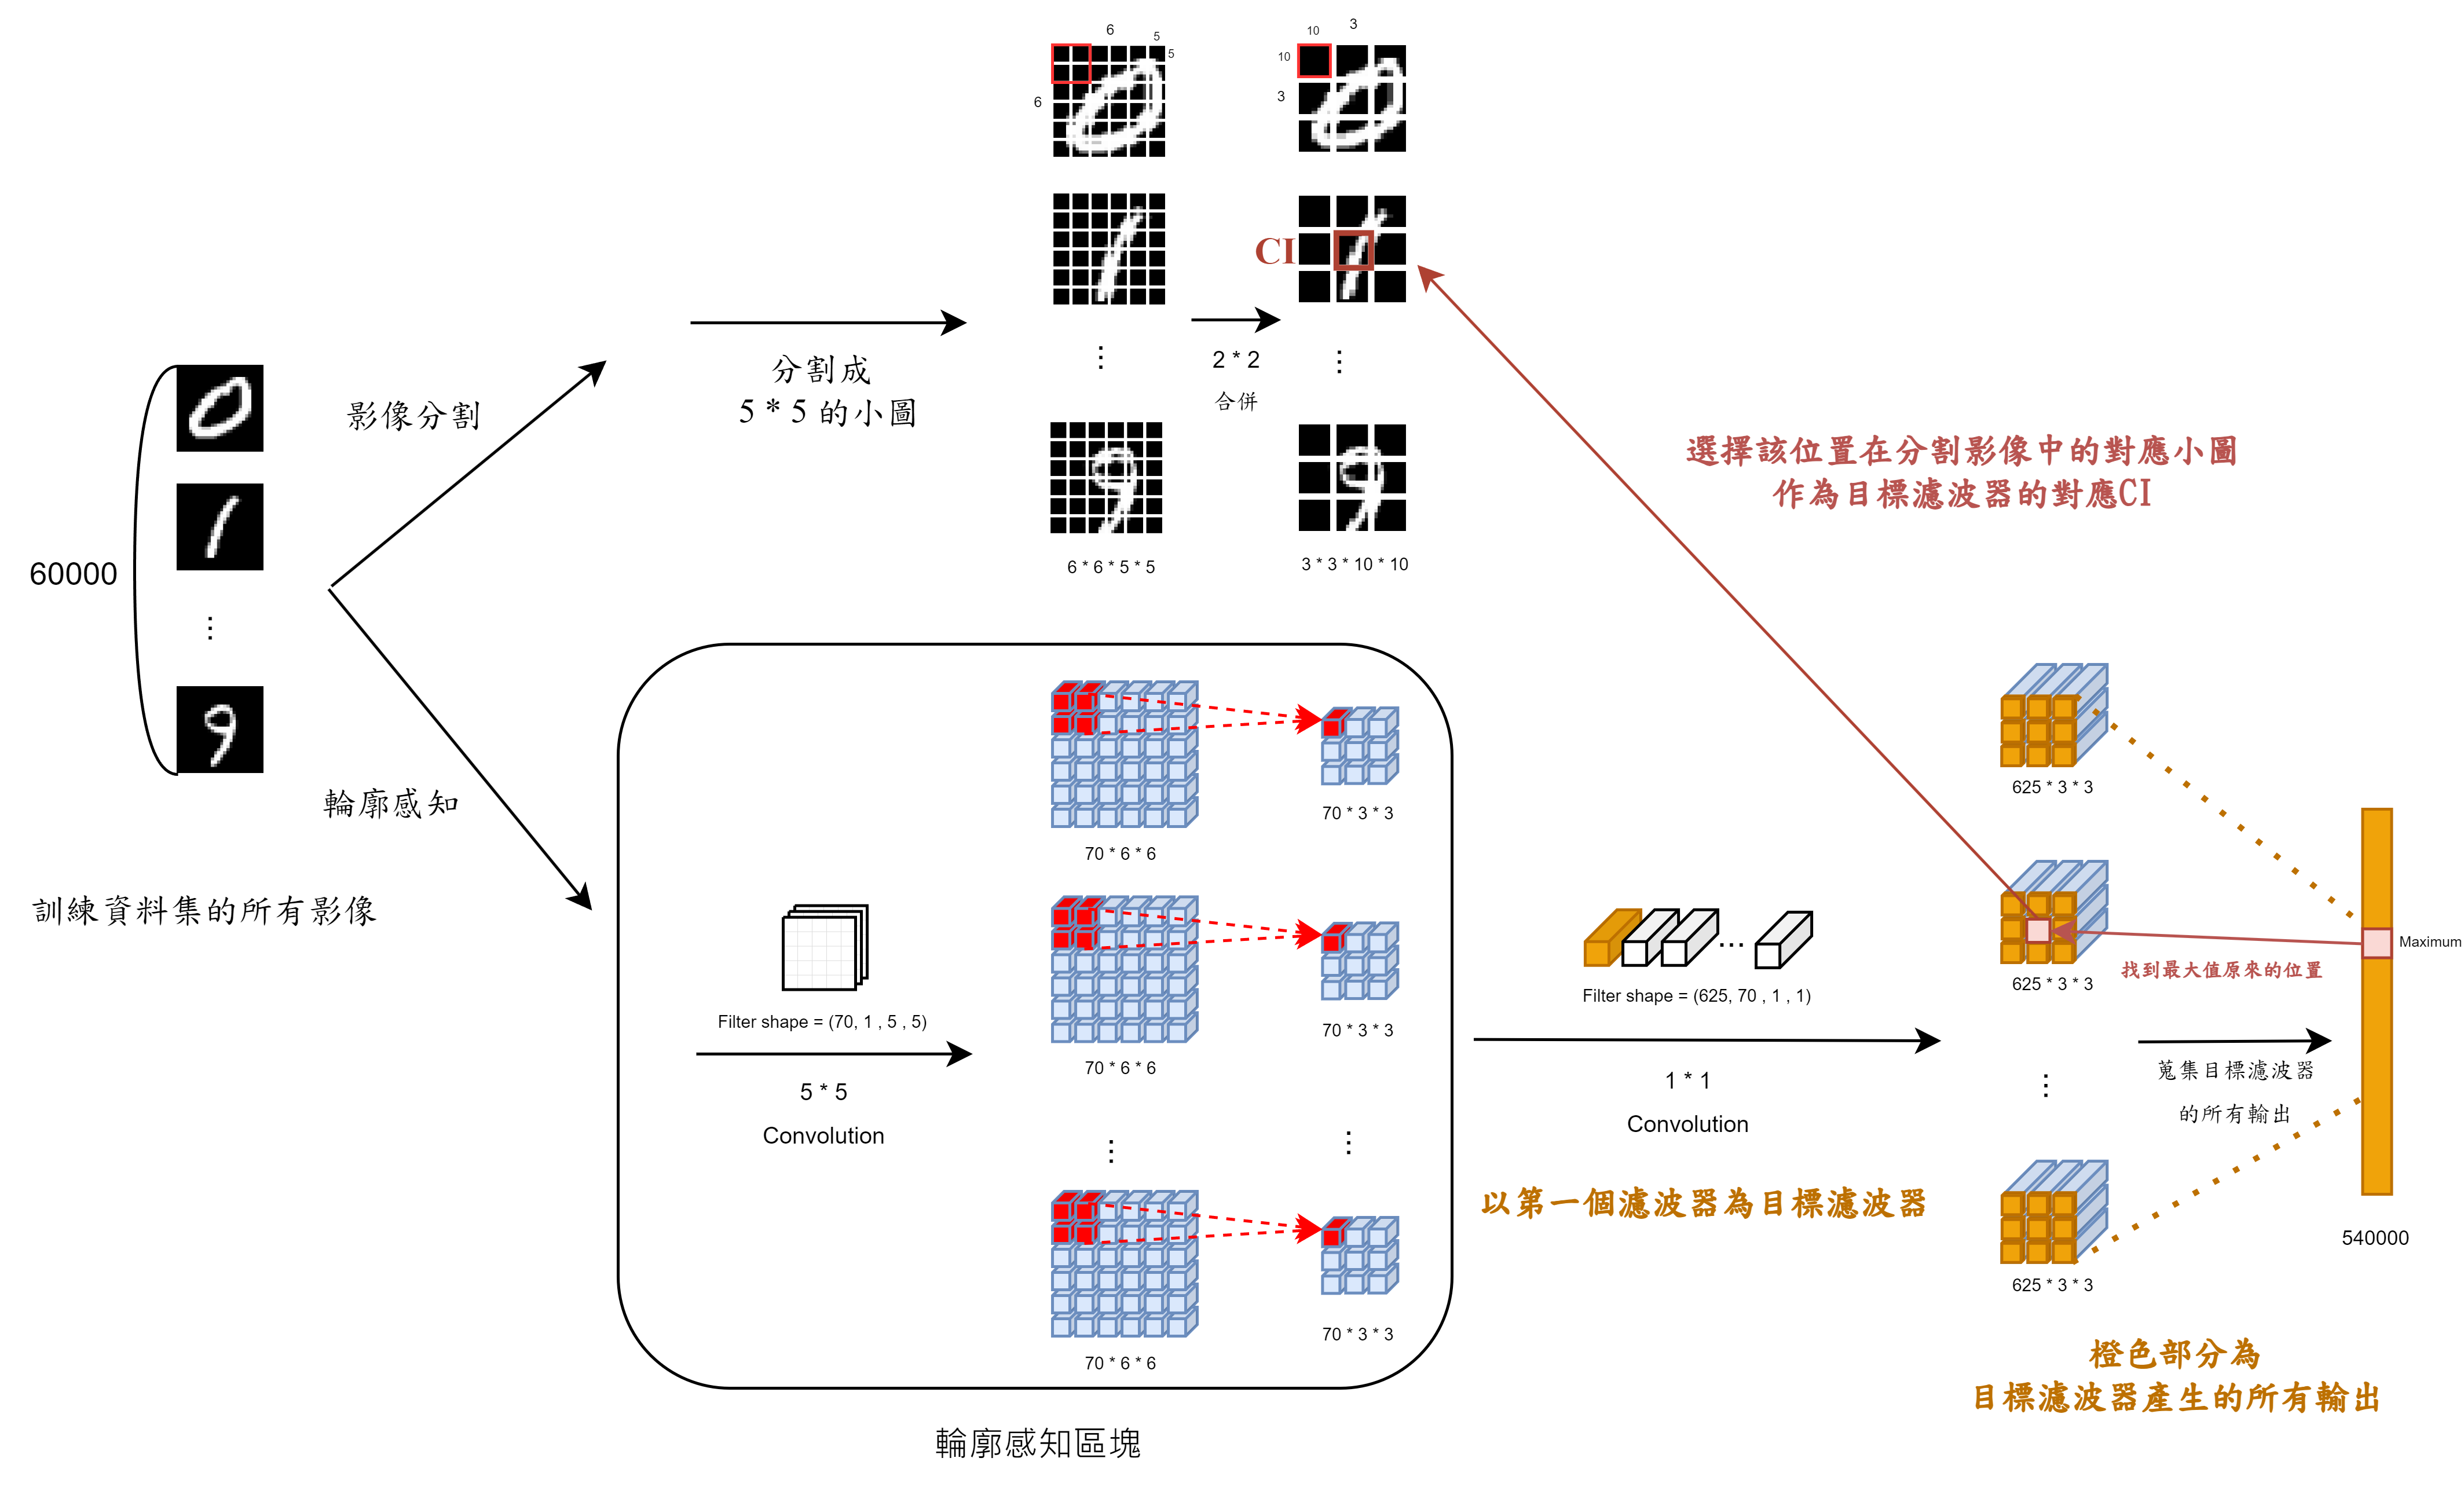 6
5
5
6
10
3
10
3
CI
影像分割
分割成
5 * 5 的小圖
2 * 2
合併
6 * 6 * 5 * 5
3 * 3 * 10 * 10
選擇該位置在分割影像中的對應小圖
作為目標濾波器的對應CI
60000
⋮
⋮
⋮
輪廓感知
訓練資料集的所有影像
Filter shape = (70, 1 , 5 , 5)
5 * 5
Convolution
70 * 6 * 6
70 * 3 * 3
70 * 6 * 6
70 * 3 * 3
⋮
⋮
70 * 6 * 6
70 * 3 * 3
輪廓感知區塊
...
Filter shape = (625, 70 , 1 , 1)
1 * 1
Convolution
以第一個濾波器為目標濾波器
625 * 3 * 3
625 * 3 * 3
⋮
625 * 3 * 3
Maximum
找到最大值原來的位置
蒐集目標濾波器
的所有輸出
540000
橙色部分為
目標濾波器產生的所有輸出